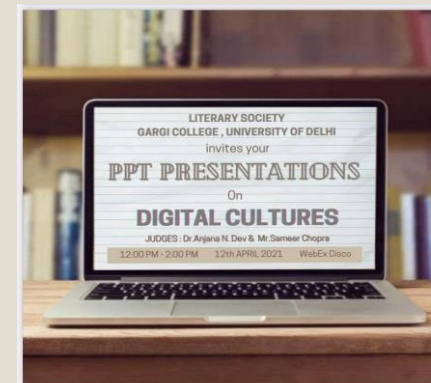 LITERARY SOCIETY
GARGI COLLEGE , UNIVERSITY OF DELHI
invites your
PPT PRESENTATIONS
On
DIGITAL CULTURES
JUDGES : Dr.Anjana N. Dev & Mr.Sameer Chopra
12:00 PM - 2:00 PM 12th APRIL 2021 WebEx Disco